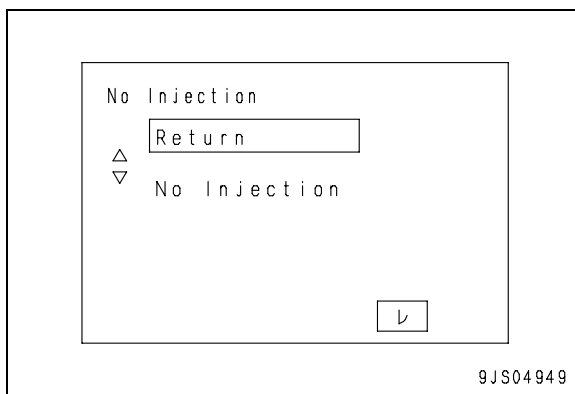 No Injection
Return
△
▽
No Injection
レ
9JS04949